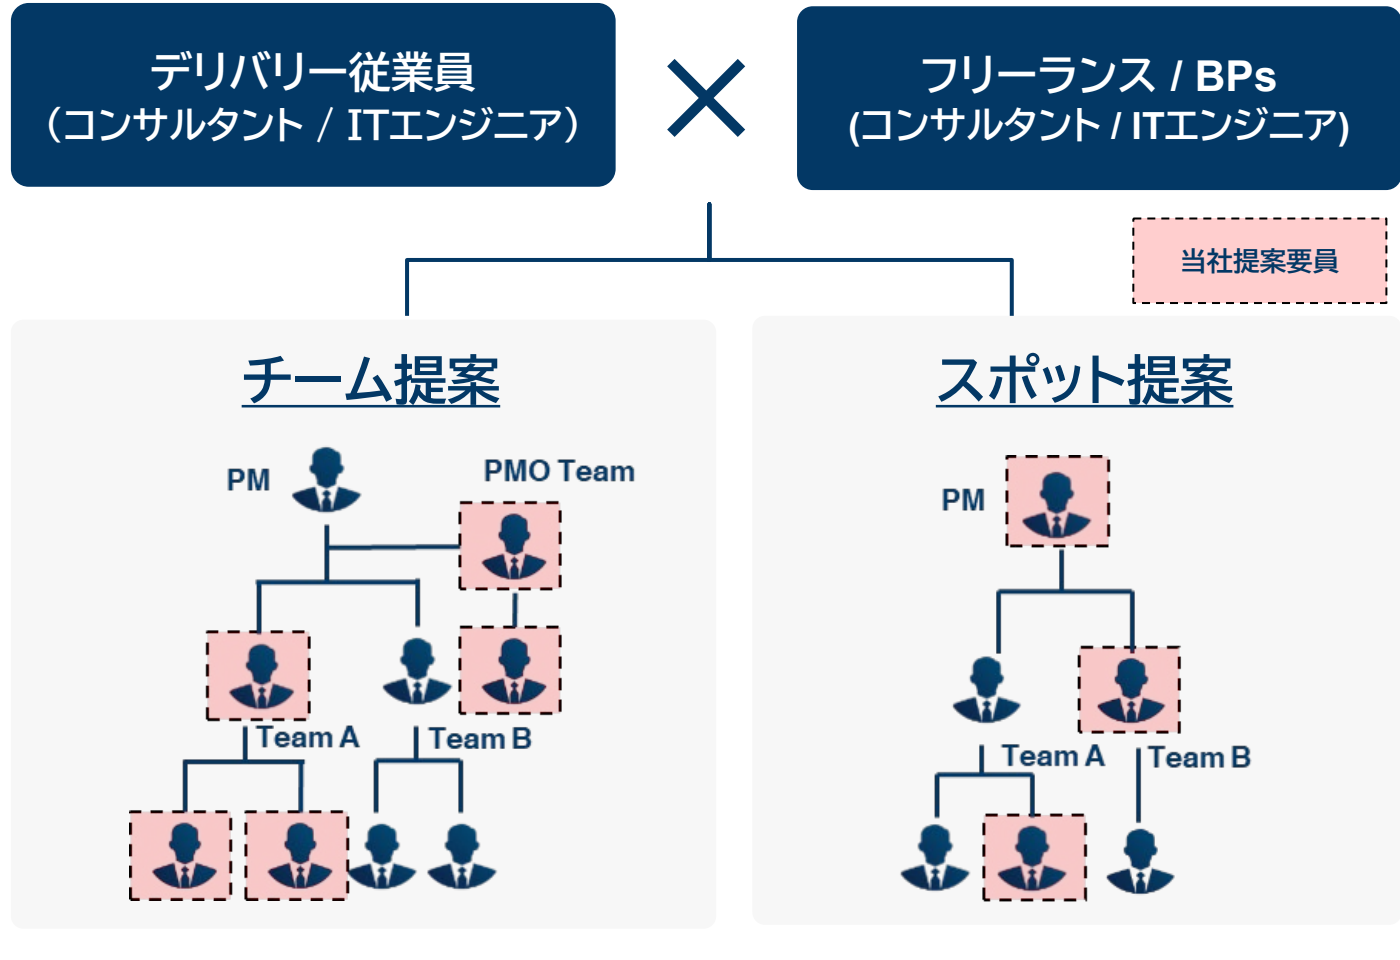 デリバリー従業員
（コンサルタント / ITエンジニア）
フリーランス / BPs
(コンサルタント / ITエンジニア)
当社提案要員
チーム提案
PM
PMO Team
Team A
Team B
スポット提案
PM
Team A
Team B